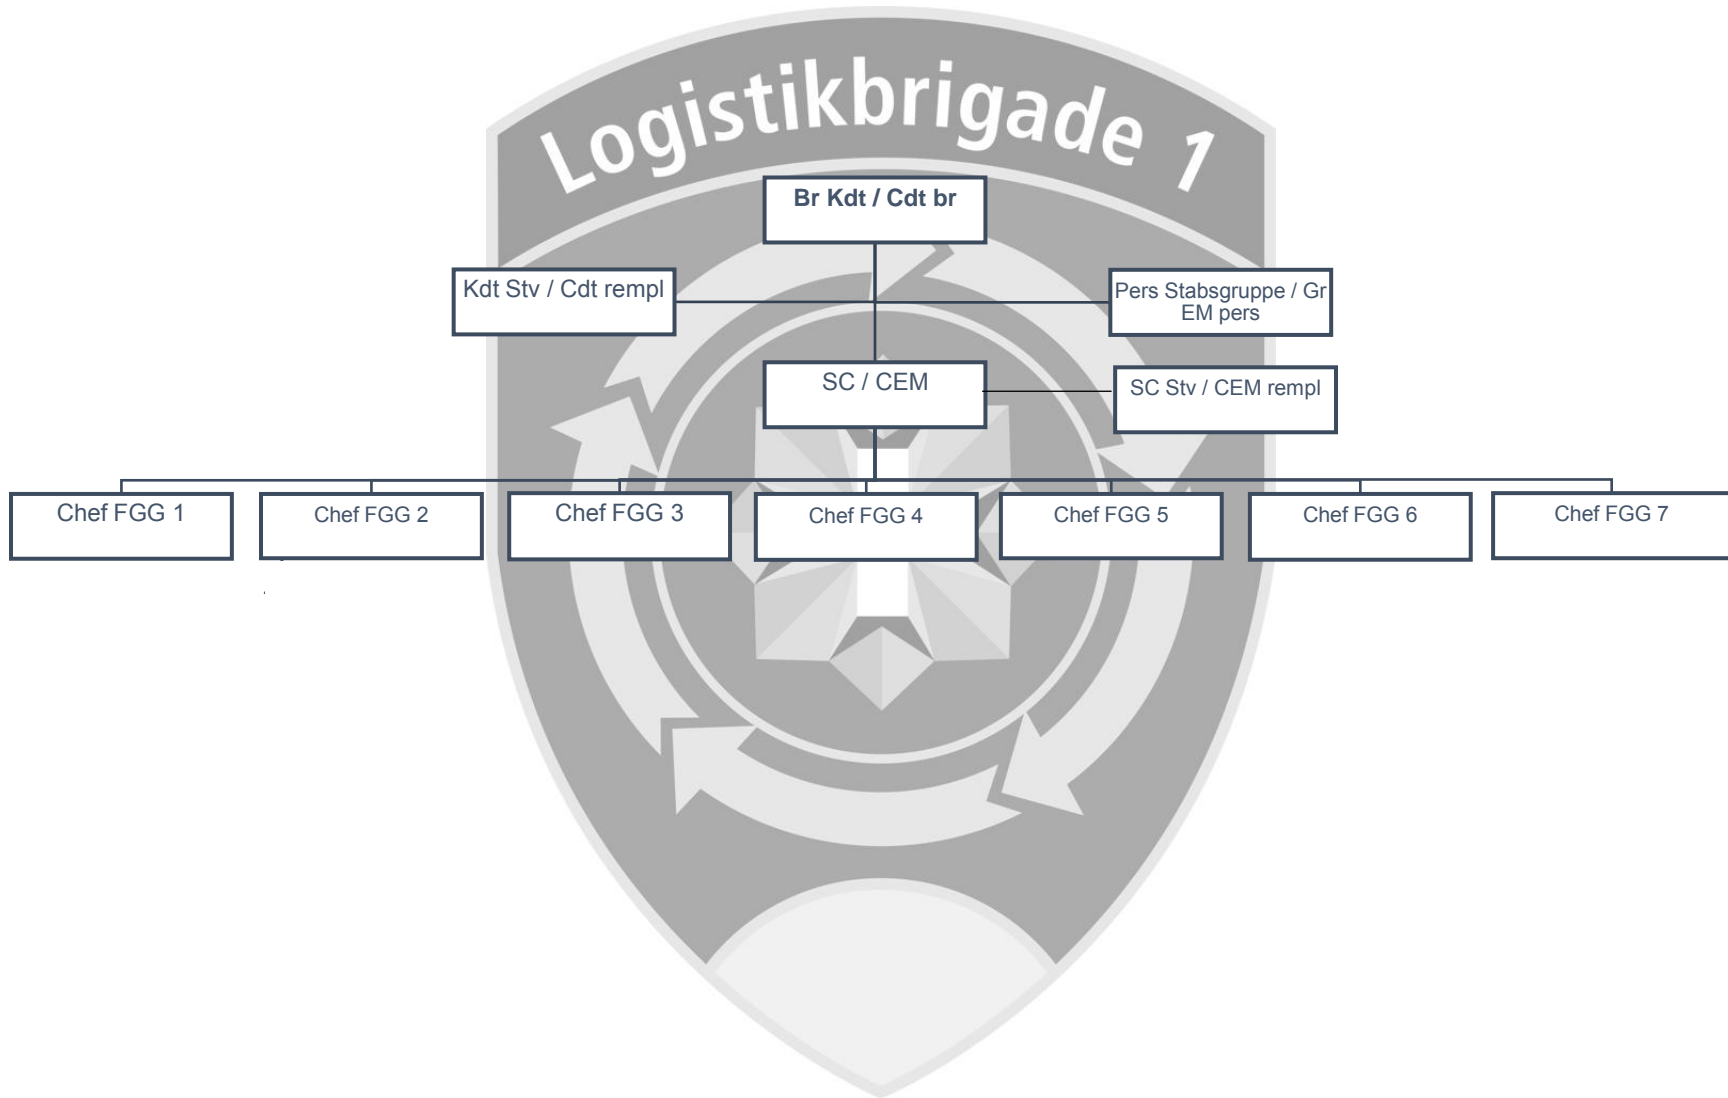 Logistikbrigade 1
Br Kdt / Cdt br
Kdt Stv / Cdt rempl
Pers Stabsgruppe / Gr
EM pers
SC / CEM
SC Stv / CEM rempl
Chef FGG 1
Chef FGG 2
Chef FGG 3
Chef FGG 4
Chef FGG 5
Chef FGG 6
Chef FGG 7